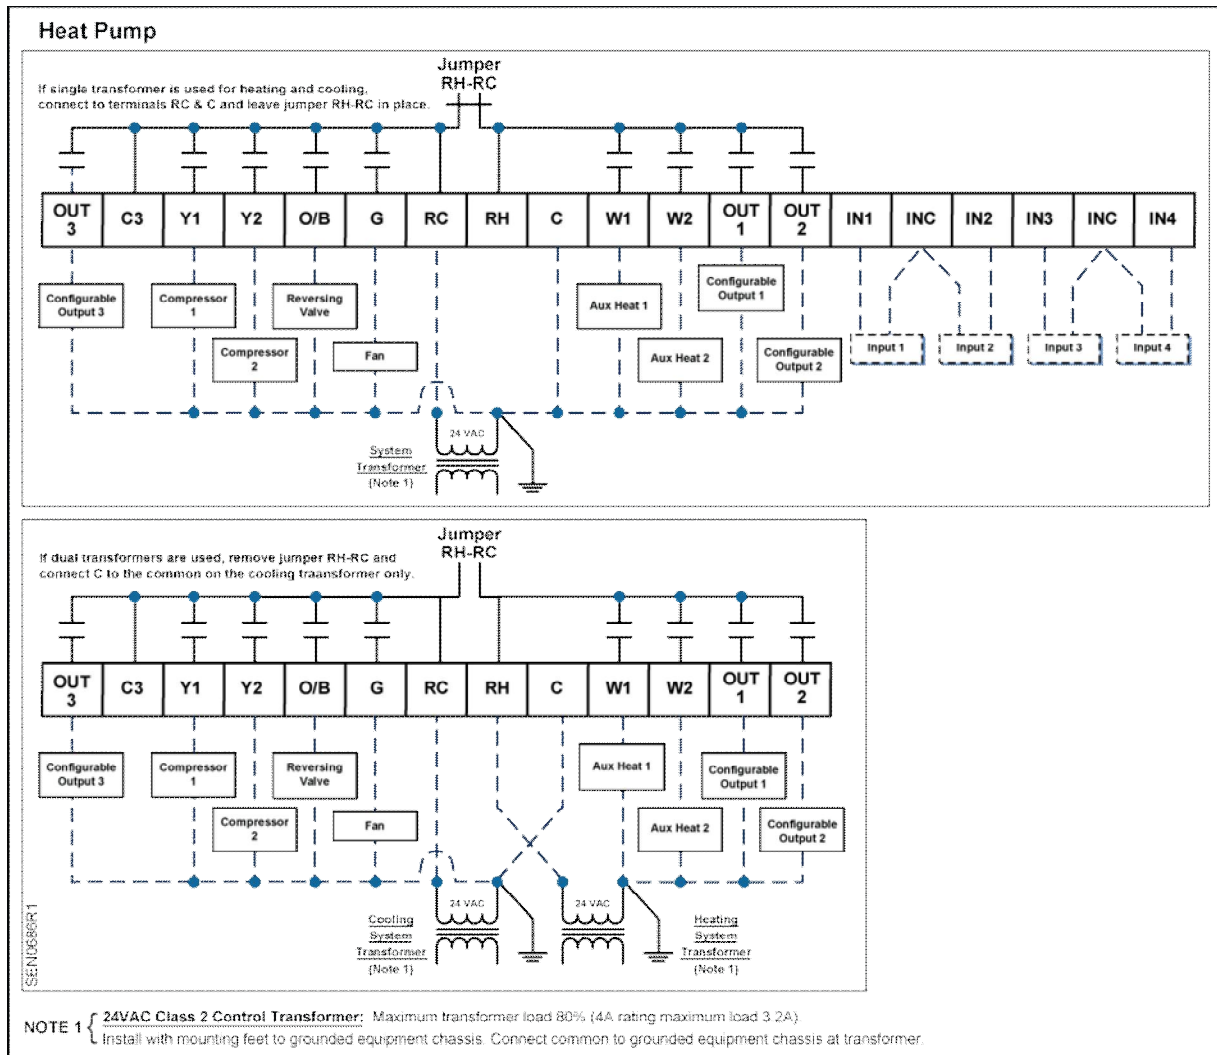 Heat Pump
Jumper
RH-RC
If single transformer is used for heating and cooling,
connect to terminals RC & C and leave jumper RH-RC in place.
OUT 3 C3 Y1 Y2 O/B G RC RH C W1 W2 OUT 1 OUT 2 IN1 INC IN2 IN3 INC IN4
Configurable
Output 3
Compressor
1
Reversing
Valve
Aux Heat 1
Configurable
Output 1
Compressor
2
Fan
Aux Heat 2
Configurable
Output 2
Input 1
Input 2
Input 3
Input 4
24 VAC
System
Transformer
(Note 1)
Jumper
RH-RC
If dual transformers are used, remove jumper RH-RC and
connect C to the common on the cooling traansformer only.
OUT 3 C3 Y1 Y2 O/B G RC RH C W1 W2 OUT 1 OUT 2
Configurable
Output 3
Compressor
1
Reversing
Valve
Aux Heat 1
Configurable
Output 1
Compressor
2
Fan
Aux Heat 2
Configurable
Output 2
24 VAC
24 VAC
Cooling
System
Transformer
(Note 1)
Heating
System
Transformer
(Note 1)
SEN0686R1
NOTE 1 { 24VAC Class 2 Control Transformer: Maximum transformer load 80% (4A rating maximum load 3.2A)
Install with mounting feet to grounded equipment chassis. Connect common to grounded equipment chassis at transformer.